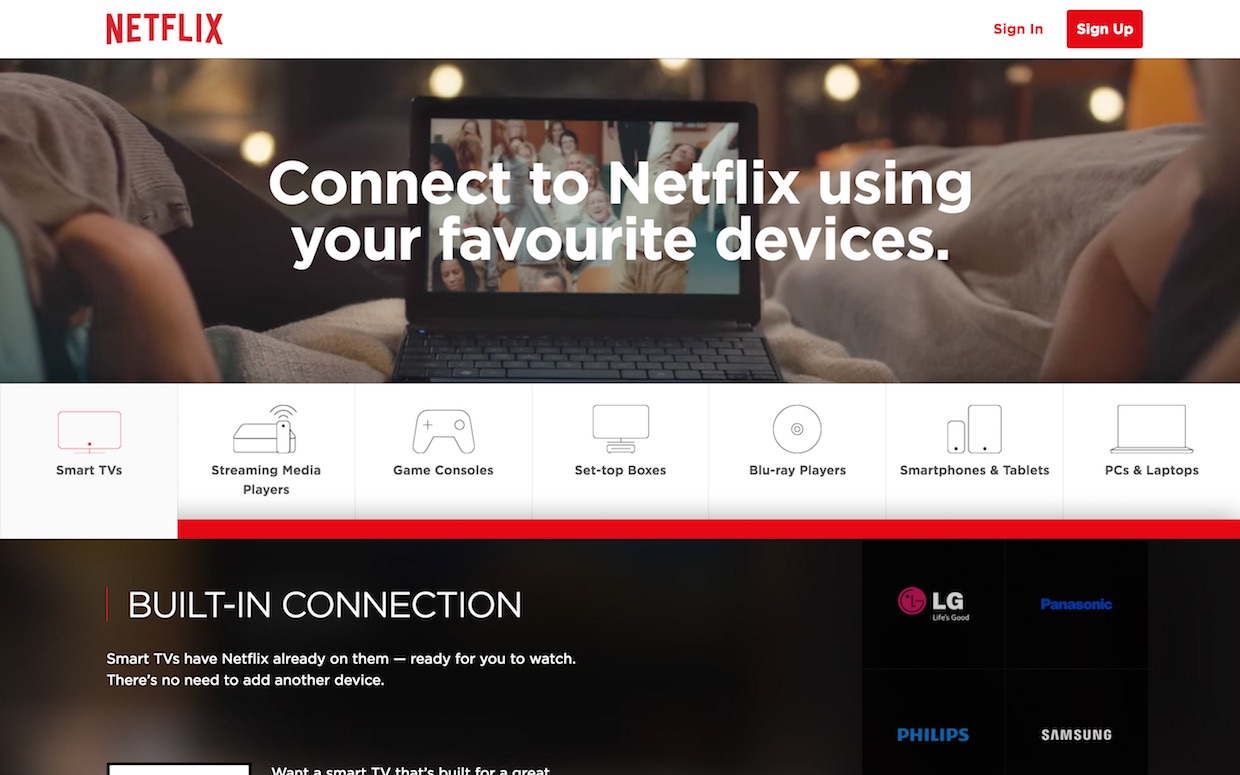 NETFLIX
Sign In
Sign Up
Connect to Netflix using
your favourite devices.
Smart TVs
Streaming Media
Players
Game Consoles
Set-top Boxes
Blu-ray Players
Smartphones & Tablets
PCs & Laptops
BUILT-IN CONNECTION
Smart TVs have Netflix already on them — ready for you to watch.
There's no need to add another device.
LG
Life's Good
Panasonic
PHILIPS
SAMSUNG
Want a smart TV that's built for a great